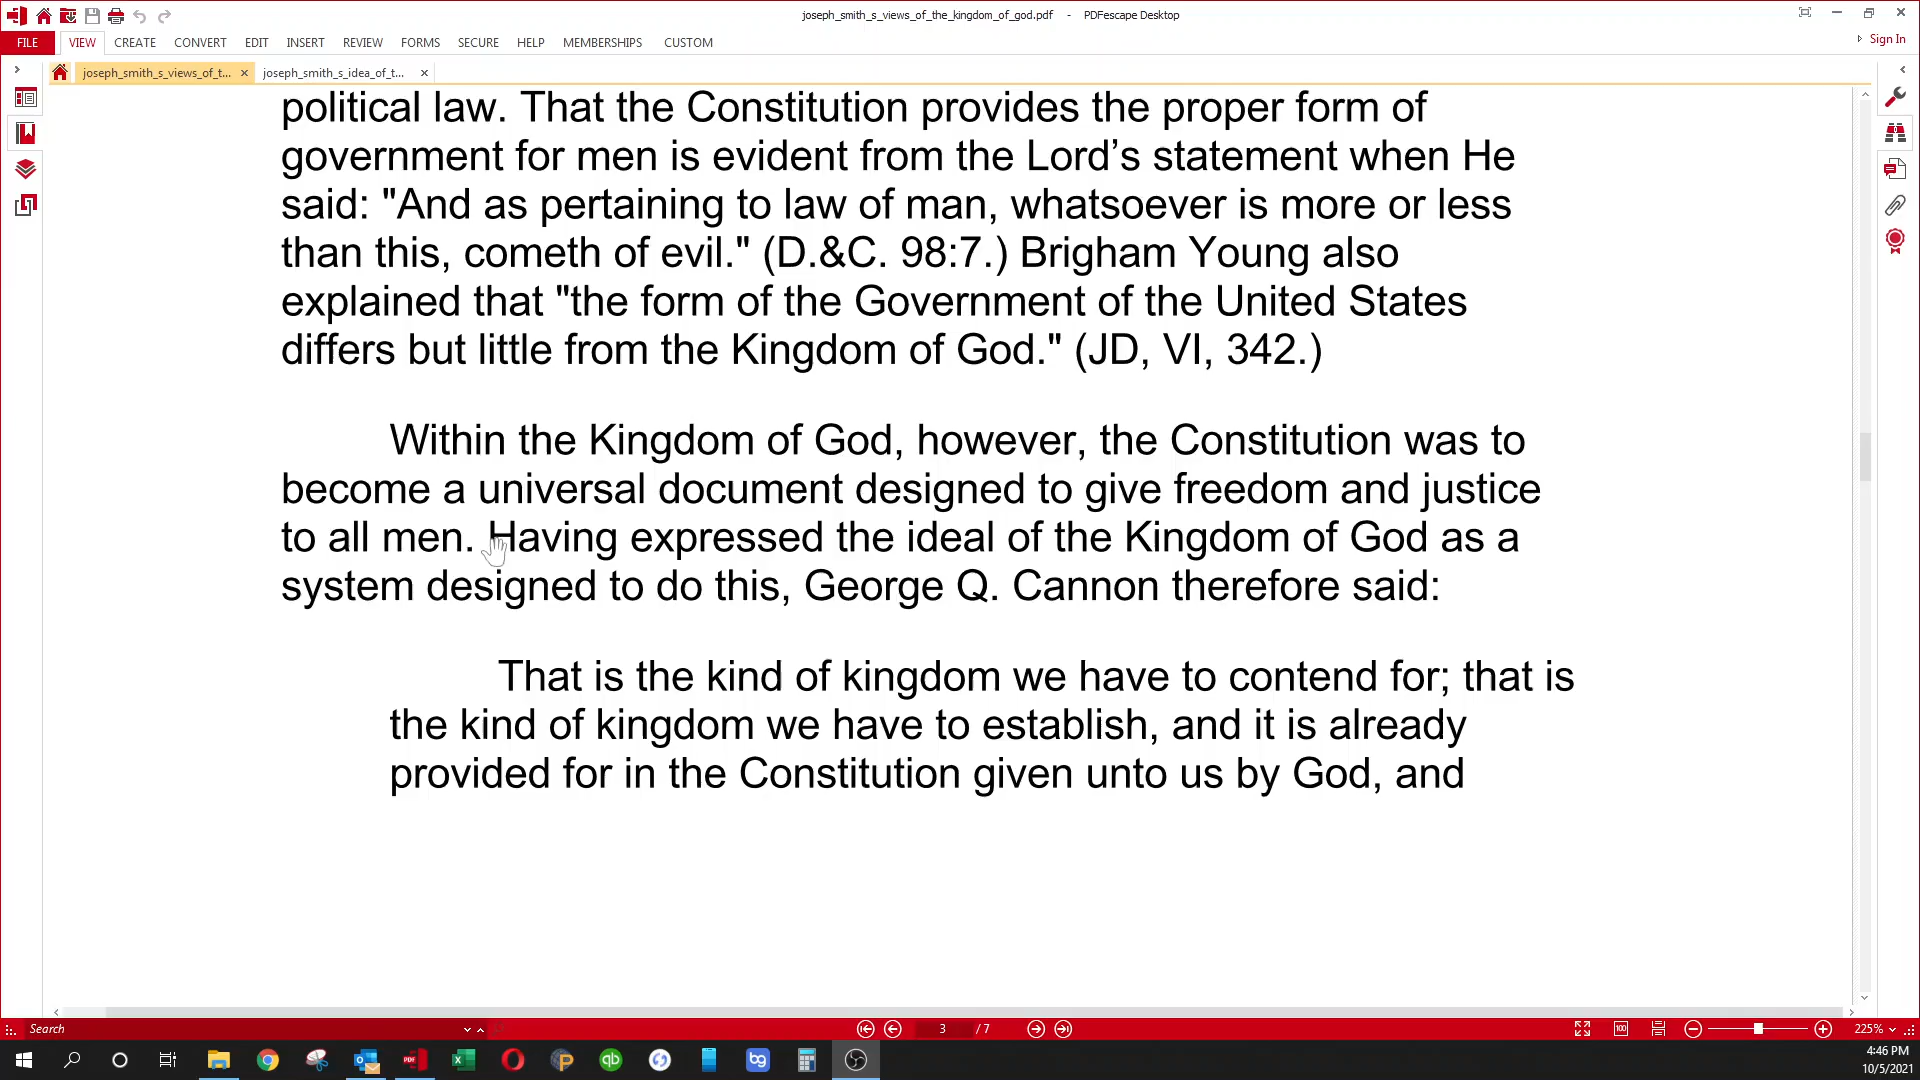 joseph_smith_s_views_of_the_kingdom_of_god.pdf - PDFescape Desktop
FILE VIEW CREATE CONVERT EDIT INSERT REVIEW FORMS SECURE HELP MEMBERSHIPS CUSTOM
Sign In
joseph_smith_s_views_of_t... joseph_smith_s_idea_of_t...
political law. That the Constitution provides the proper form of
government for men is evident from the Lord’s statement when He
said: "And as pertaining to law of man, whatsoever is more or less
than this, cometh of evil." (D.&C. 98:7.) Brigham Young also
explained that "the form of the Government of the United States
differs but little from the Kingdom of God." (JD, VI, 342.)
Within the Kingdom of God, however, the Constitution was to
become a universal document designed to give freedom and justice
to all men. Having expressed the ideal of the Kingdom of God as a
system designed to do this, George Q. Cannon therefore said:
That is the kind of kingdom we have to contend for; that is
the kind of kingdom we have to establish, and it is already
provided for in the Constitution given unto us by God, and
Search
3 / 7
225%
4:46 PM
10/5/2021